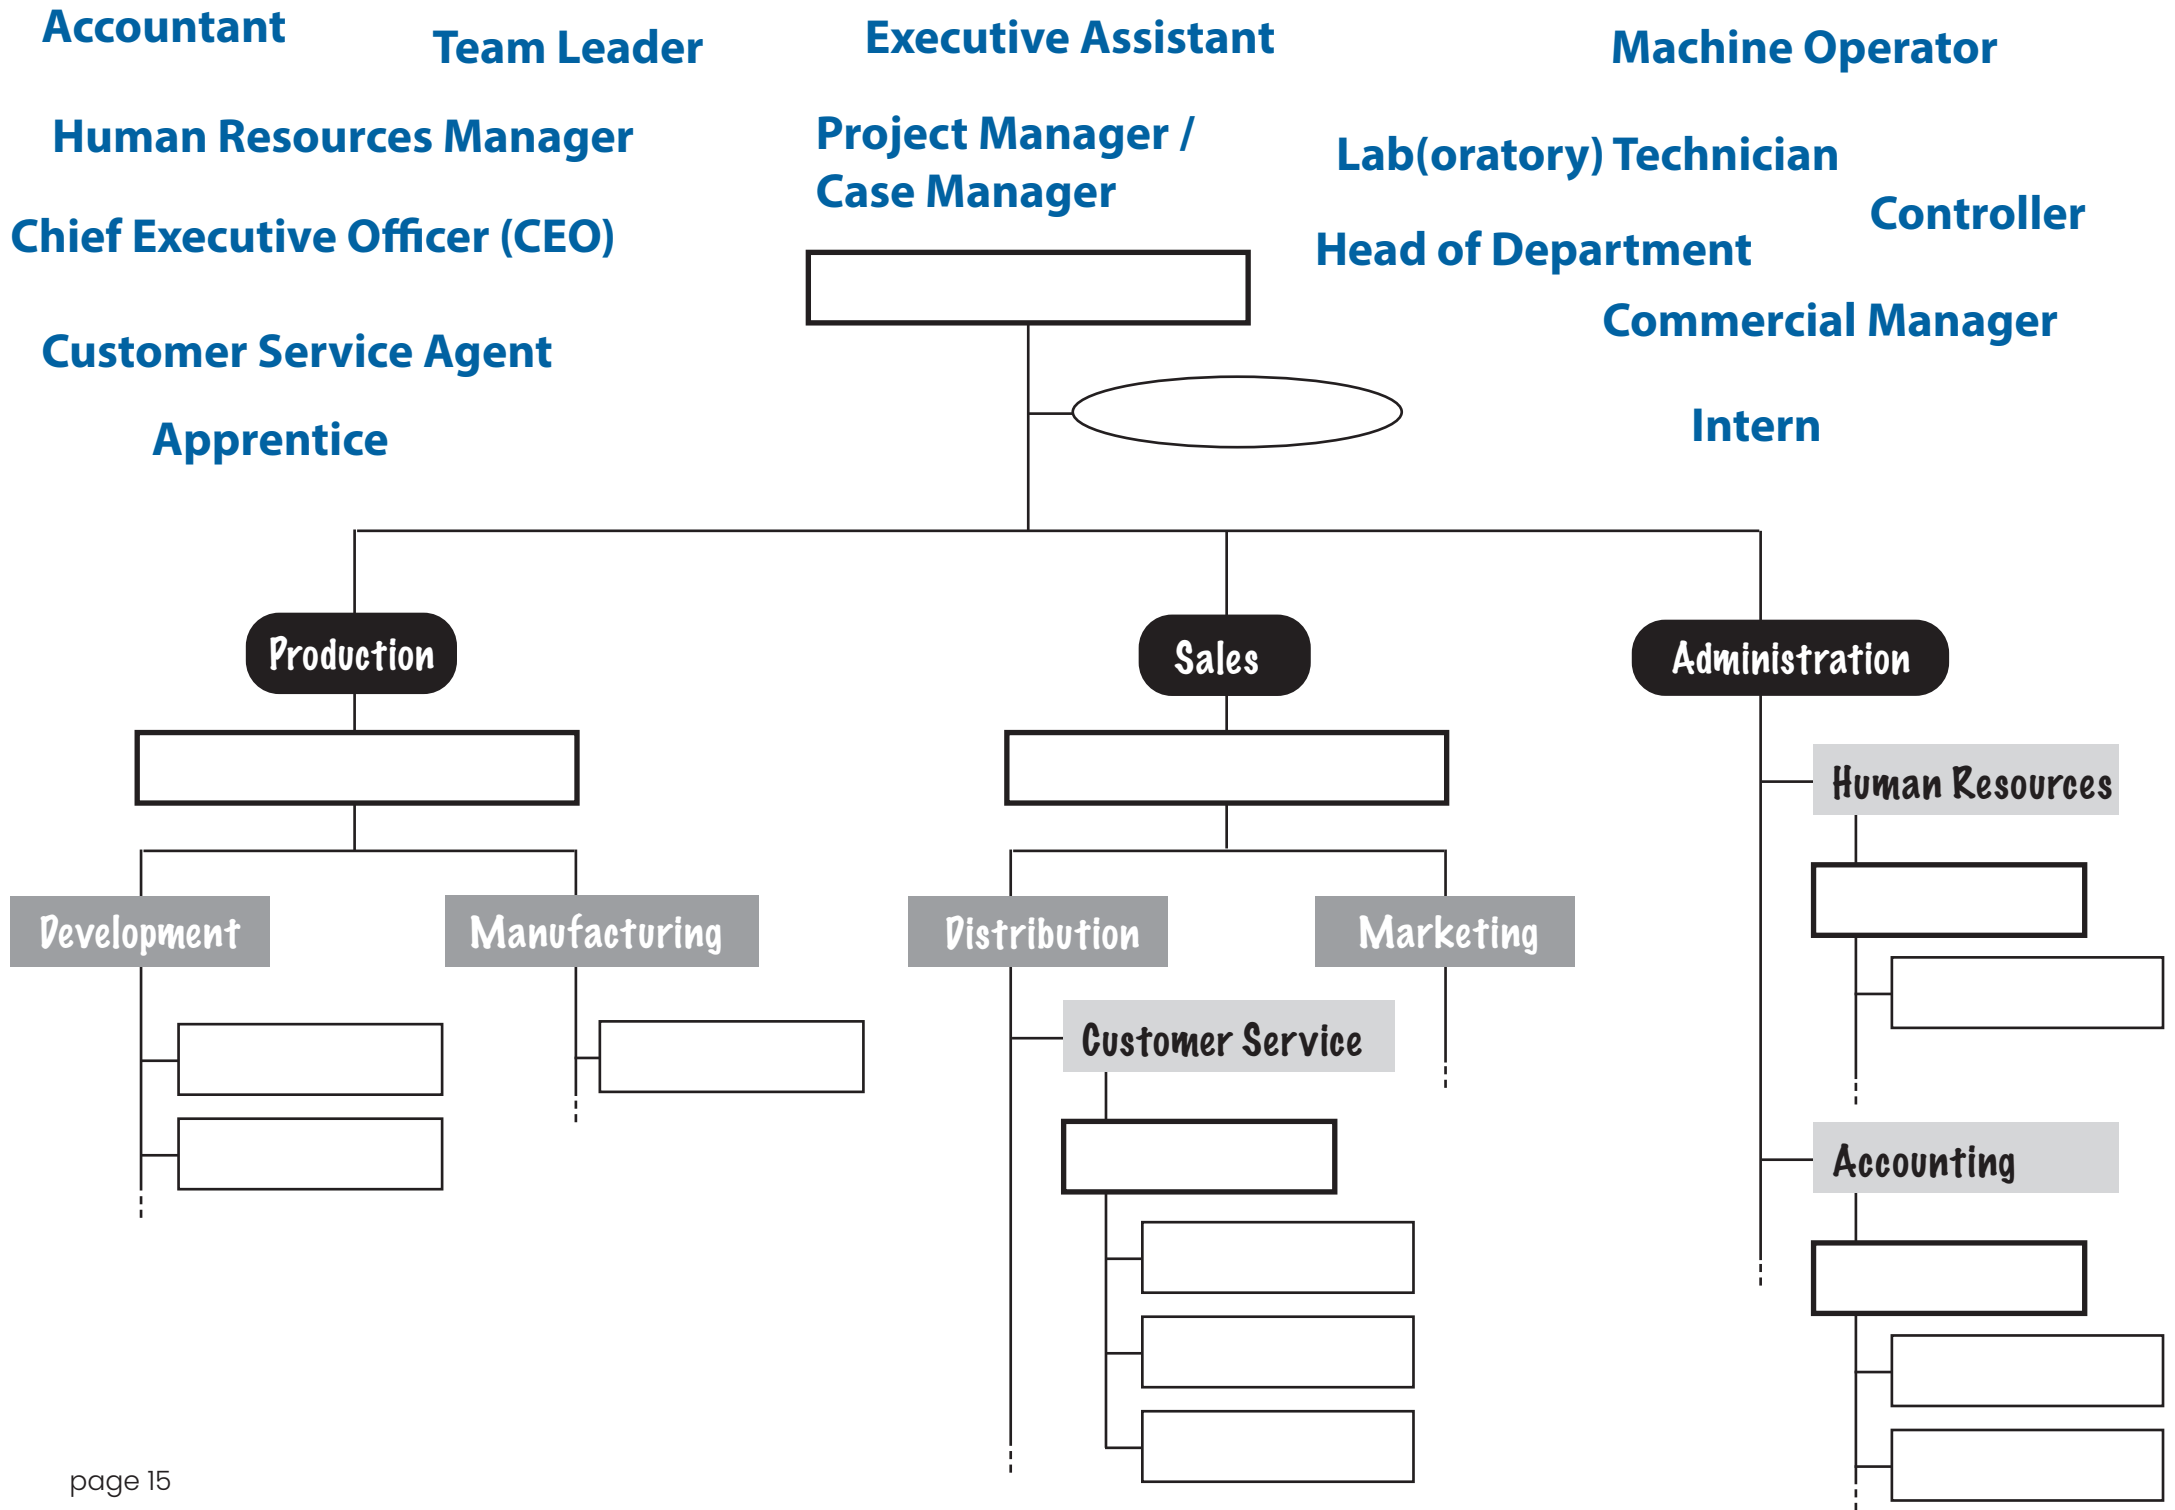 Accountant
Team Leader
Executive Assistant
Machine Operator
Human Resources Manager
Project Manager /
Case Manager
Lab(oratory) Technician
Controller
Chief Executive Officer (CEO)
Head of Department
Commercial Manager
Customer Service Agent
Apprentice
Intern
Production
Sales
Administration
Human Resources
Development
Manufacturing
Distribution
Marketing
Customer Service
Accounting
page 15